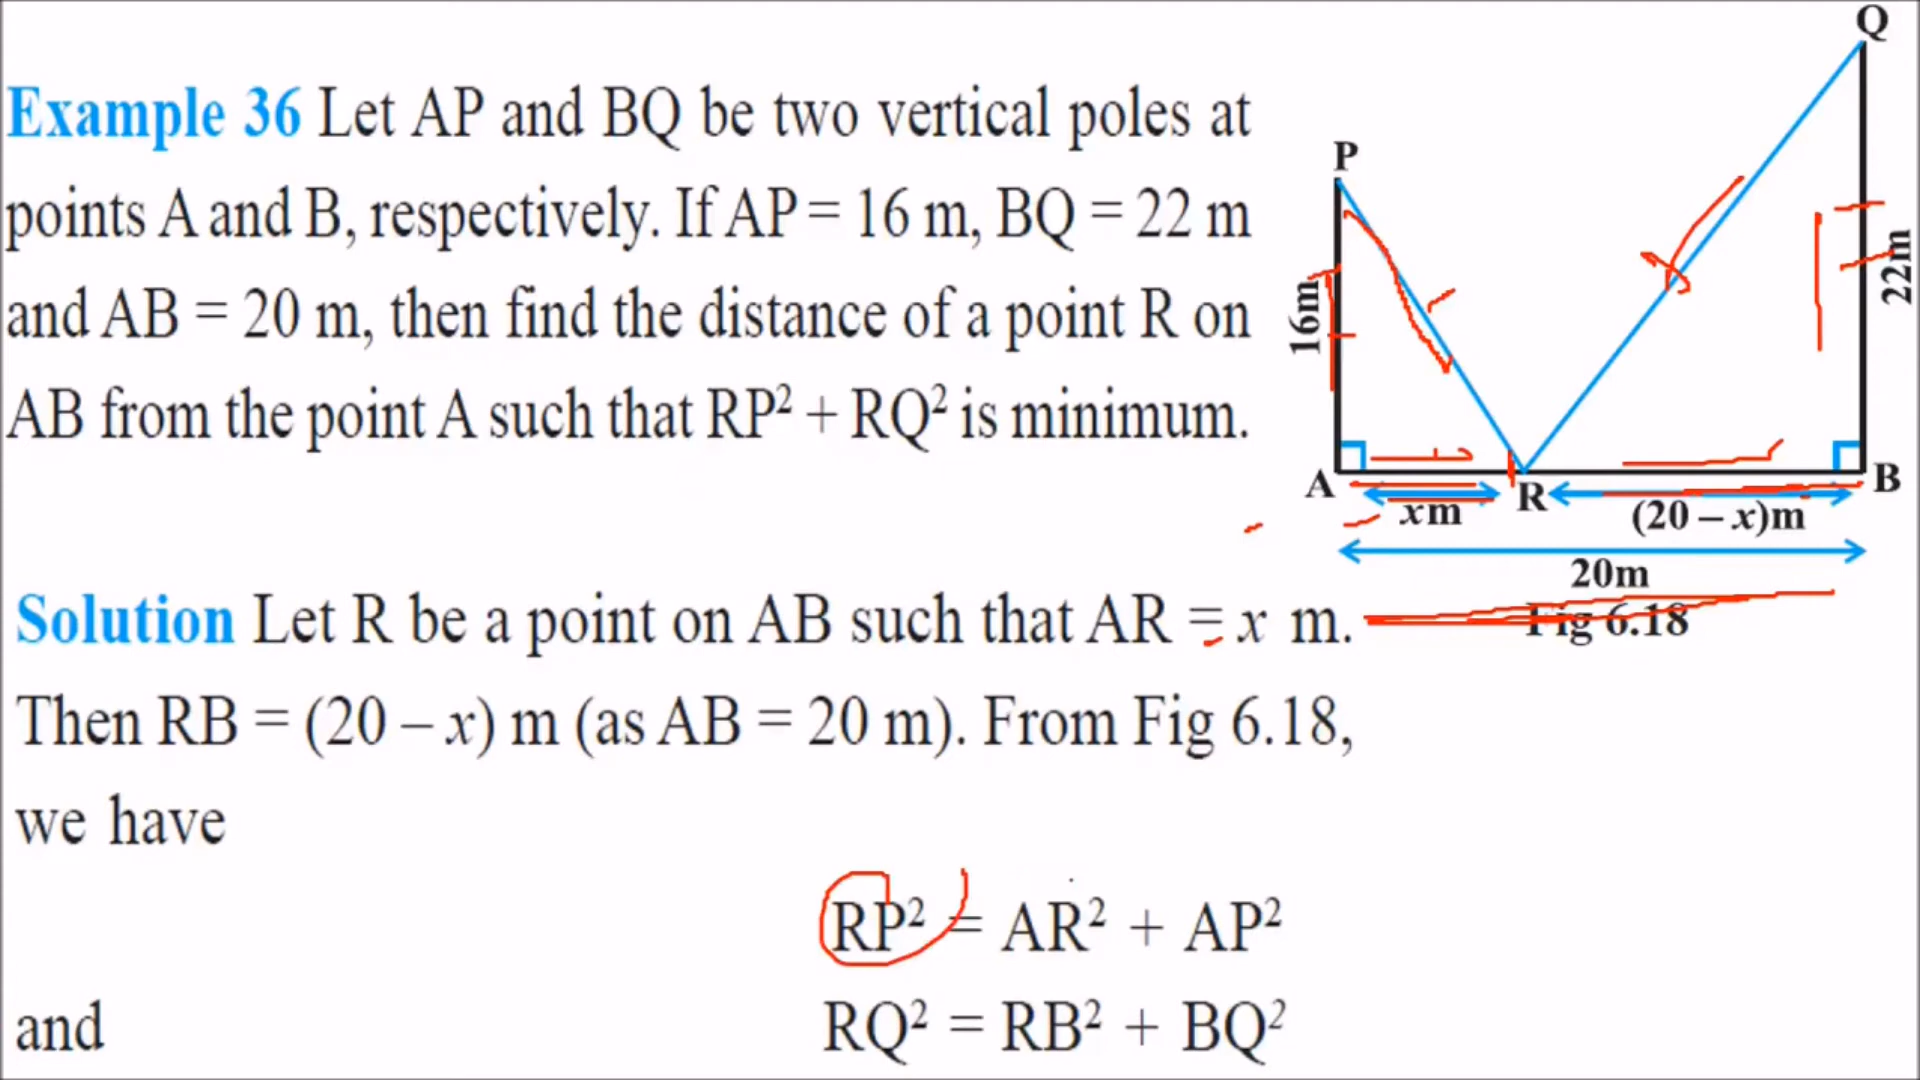 Example 36 Let AP and BQ be two vertical poles at
points A and B, respectively. If AP = 16 m, BQ = 22 m
and AB = 20 m, then find the distance of a point R on
AB from the point A such that RP² + RQ² is minimum.
Q
P
16m
22m
A
R
B
xm
(20 – x)m
20m
Fig 6.18
Solution Let R be a point on AB such that AR = x m.
Then RB = (20 – x) m (as AB = 20 m). From Fig 6.18,
we have
RP² = AR² + AP²
and RQ² = RB² + BQ²